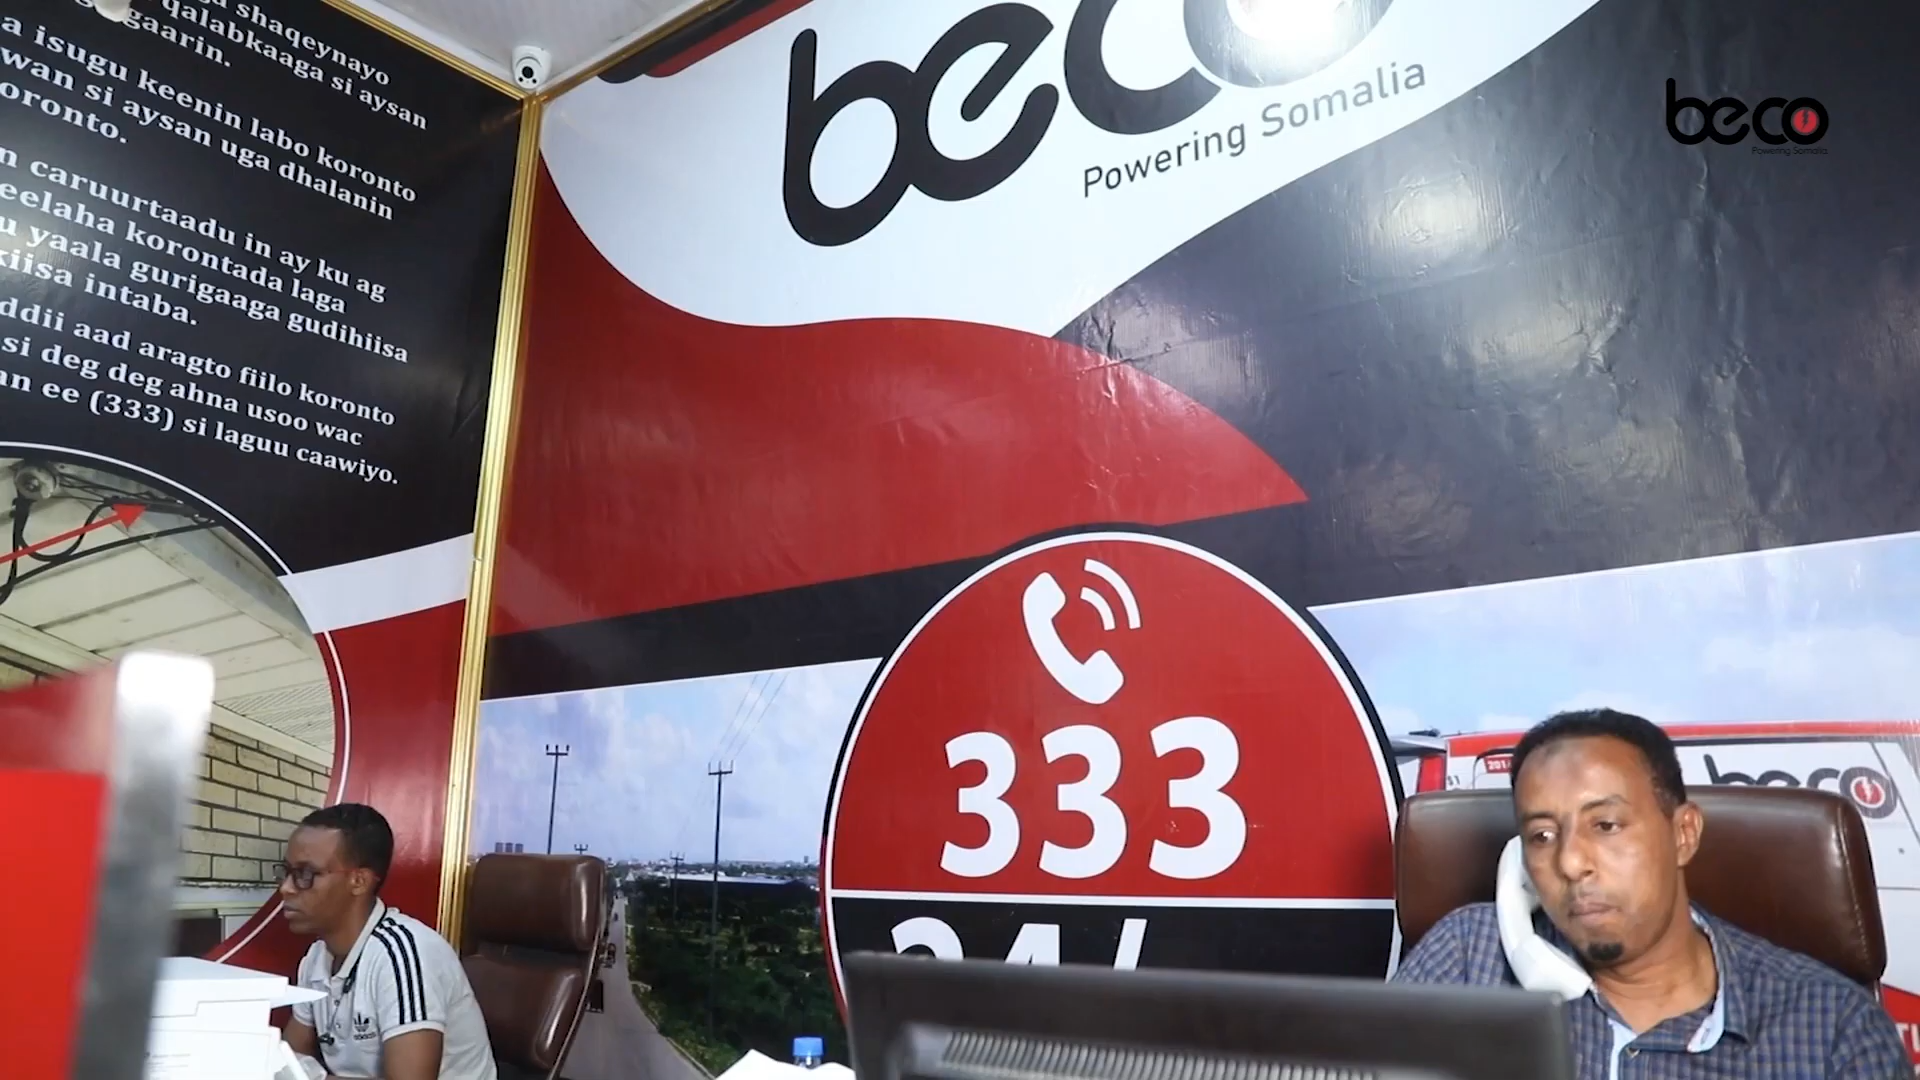 shaqeynayo
qalabkaaga si aysan
gaarin.
a isugu keenin labo koronto
wan si aysan uga dhalanin
oronto.
n caruurtaadu in ay ku ag
eelaha korontada laga
u yaala gurigaaga gudihiisa
kiisa intaba.
ddii aad aragto fiilo koronto
si deg deg ahna usoo wac
an ee (333) si laguu caawiyo.
beco
Powering Somalia
beco
Powering Somalia
333
24/
beco
adidas